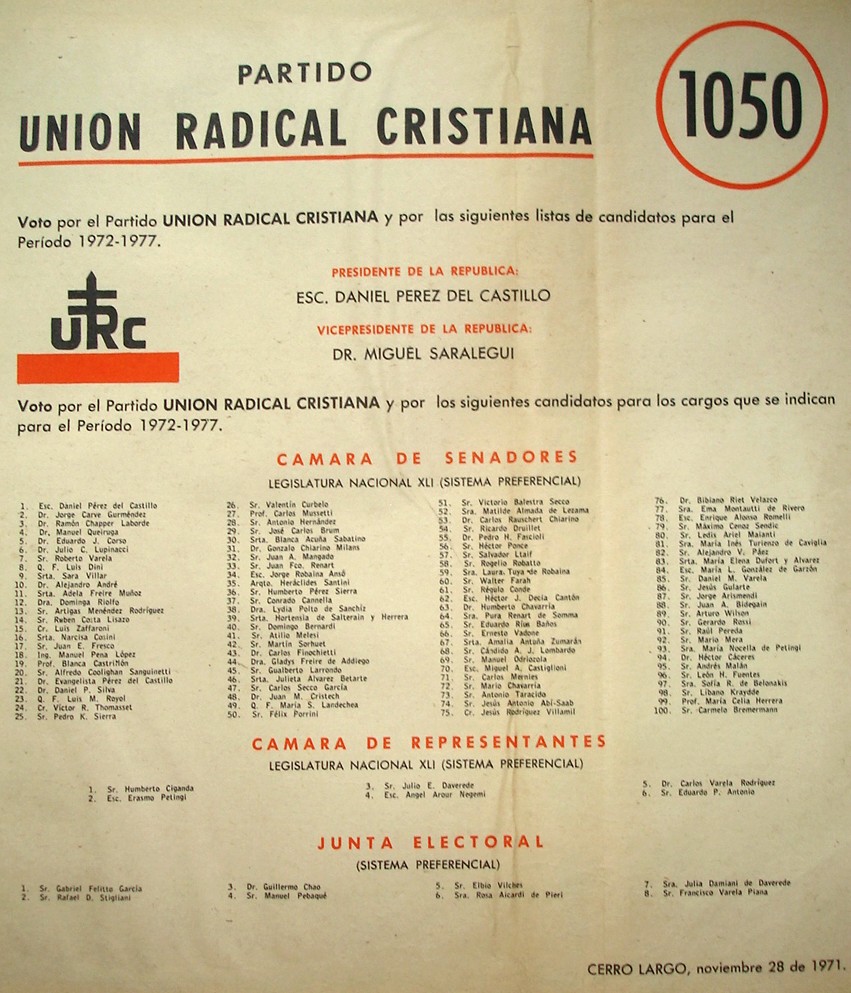 PARTIDO
UNION RADICAL CRISTIANA
1050
Voto por el Partido UNION RADICAL CRISTIANA y por las siguientes listas de candidatos para el
Período 1972-1977.
URC
PRESIDENTE DE LA REPUBLICA:
ESC. DANIEL PEREZ DEL CASTILLO
VICEPRESIDENTE DE LA REPUBLICA:
DR. MIGUEL SARALEGUI
Voto por el Partido UNION RADICAL CRISTIANA y por los siguientes candidatos para los cargos que se indican
para el Período 1972-1977.
CAMARA DE SENADORES
LEGISLATURA NACIONAL XLI (SISTEMA PREFERENCIAL)
1. Esc. Daniel Pérez del Castillo
2. Dr. Jorge Carve Gurméndez
3. Dr. Ramón Chapper Laborde
4. Dr. Manuel Queiruga
5. Dr. Eduardo J. Corso
6. Dr. Julio C. Lupinacci
7. Sr. Roberto Varela
8. Q. F. Luis Dini
9. Srta. Sara Villar
10. Dr. Alejandro André
11. Srta. Adela Freire Muñoz
12. Dra. Dominga Riolfo
13. Sr. Artigas Menéndez Rodríguez
14. Sr. Ruben Costa Lisazo
15. Cr. Luis Zaffaroni
16. Srta. Narcisa Cosini
17. Sr. Juan E. Fresco
18. Ing. Manuel Pena López
19. Prof. Blanca Castrillón
20. Sr. Alfredo Coolighan Sanguinetti
21. Dr. Evangelista Pérez del Castillo
22. Dr. Daniel P. Silva
23. Q. F. Luis M. Royol
24. Cr. Víctor R. Thomasset
25. Sr. Pedro K. Sierra
26. Sr. Valentín Curbelo
27. Prof. Carlos Mussetti
28. Sr. Antonio Hernández
29. Sr. José Carlos Brum
30. Srta. Blanca Acuña Sabatino
31. Dr. Gonzalo Chiarino Milans
32. Sr. Juan A. Mangado
33. Sr. Juan Fco. Renart
34. Esc. Jorge Robaina Ansó
35. Arqto. Heráclides Santini
36. Sr. Humberto Pérez Sierra
37. Sr. Conrado Cannella
38. Dra. Lydia Polto de Sanchíz
39. Srta. Hortensia de Salterain y Herrera
40. Sr. Domingo Bernardi
41. Sr. Atilio Melesi
42. Sr. Martín Sorhuet
43. Dr. Carlos Finochietti
44. Dra. Gladys Freire de Addiego
45. Sr. Gualberto Larrondo
46. Srta. Julieta Alvarez Betarte
47. Sr. Carlos Secco García
48. Dr. Juan M. Cristech
49. Q. F. María S. Landechea
50. Sr. Félix Porrini
51. Sr. Victorio Balestra Secco
52. Sra. Matilde Almada de Lezama
53. Dr. Carlos Rauschert Chiarino
54. Sr. Ricardo Druillet
55. Dr. Pedro H. Fascioli
56. Sr. Héctor Ponce
57. Sr. Salvador Ltaif
58. Sr. Rogelio Robatto
59. Sra. Laura Tuya de Robaina
60. Sr. Walter Farah
61. Sr. Régulo Conde
62. Esc. Héctor J. Decia Cantón
63. Dr. Humberto Chavarría
64. Sra. Pura Renart de Somma
65. Sr. Eduardo Ríos Baños
66. Sr. Ernesto Vadone
67. Srta. Amalia Antuña Zumarás
68. Sr. Cándido A. J. Lombardo
69. Sr. Manuel Odriozola
70. Esc. Miguel A. Castiglioni
71. Sr. Carlos Mernies
72. Sr. Mario Chavarría
73. Sr. Antonio Taracido
74. Sr. Jesús Antonio Abi-Saab
75. Cr. Jesús Rodríguez Villamil
76. Dr. Bibiano Riet Velazco
77. Sra. Ema Montautti de Rivero
78. Esc. Enrique Alonso Romelli
79. Sr. Máximo Cenoz Sendic
80. Sr. Ledis Ariel Maianti
81. Sra. María Inés Turienzo de Caviglia
82. Sr. Alejandro V. Páez
83. Srta. María Elena Dufort y Alvarez
84. Esc. María L. González de Garzón
85. Sr. Daniel M. Varela
86. Sr. Jesús Gularte
87. Sr. Jorge Arismendi
88. Sr. Juan A. Bidegain
89. Sr. Arturo Wilson
90. Sr. Gerardo Rossi
91. Sr. Raúl Pereda
92. Sr. Mario Mera
93. Sra. María Nocella de Petingi
94. Dr. Héctor Cáceres
95. Sr. Andrés Malán
96. Sr. León H. Fuentes
97. Srta. Sofía R. de Belonakis
98. Sr. Líbano Kraydde
99. Prof. María Celia Herrera
100. Sr. Carmelo Bremermann
CAMARA DE REPRESENTANTES
LEGISLATURA NACIONAL XLI (SISTEMA PREFERENCIAL)
1. Sr. Humberto Ciganda
2. Esc. Erasmo Petingi
3. Sr. Julio E. Daverede
4. Esc. Angel Arour Negemi
5. Dr. Carlos Varela Rodríguez
6. Sr. Eduardo P. Antonio
JUNTA ELECTORAL
(SISTEMA PREFERENCIAL)
1. Sr. Gabriel Felitto García
2. Sr. Rafael D. Stigliani
3. Dr. Guillermo Chao
4. Sr. Manuel Pebaqué
5. Sr. Elbio Vilches
6. Sra. Rosa Aicardi de Pieri
7. Sra. Julia Damiani de Daverede
8. Sr. Francisco Varela Piana
CERRO LARGO, noviembre 28 de 1971.